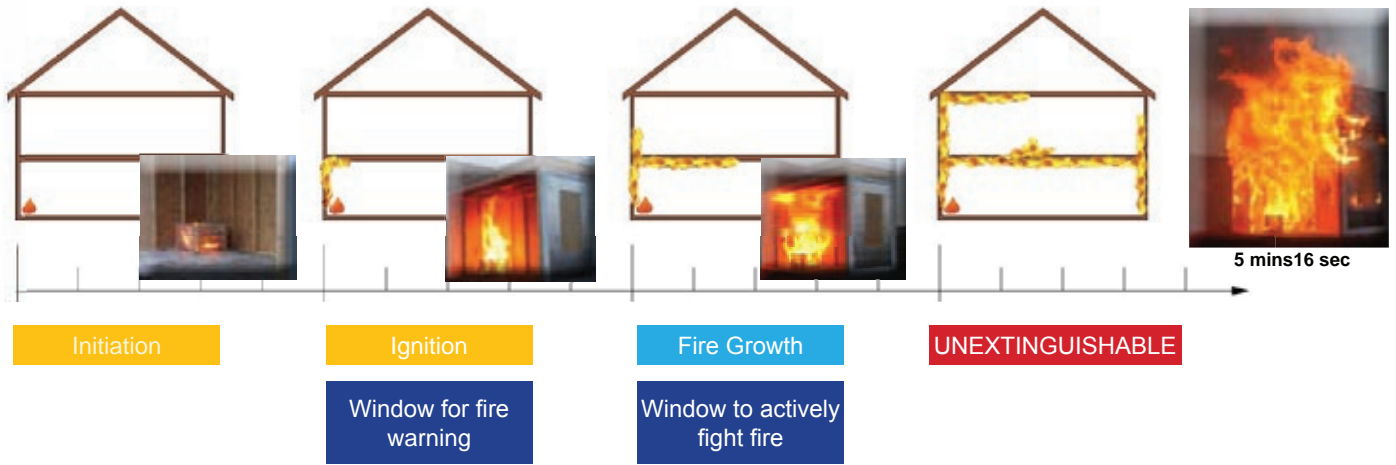 5 mins16 sec
Initiation
Ignition
Fire Growth
UNEXTINGUISHABLE
Window for fire
warning
Window to actively
fight fire